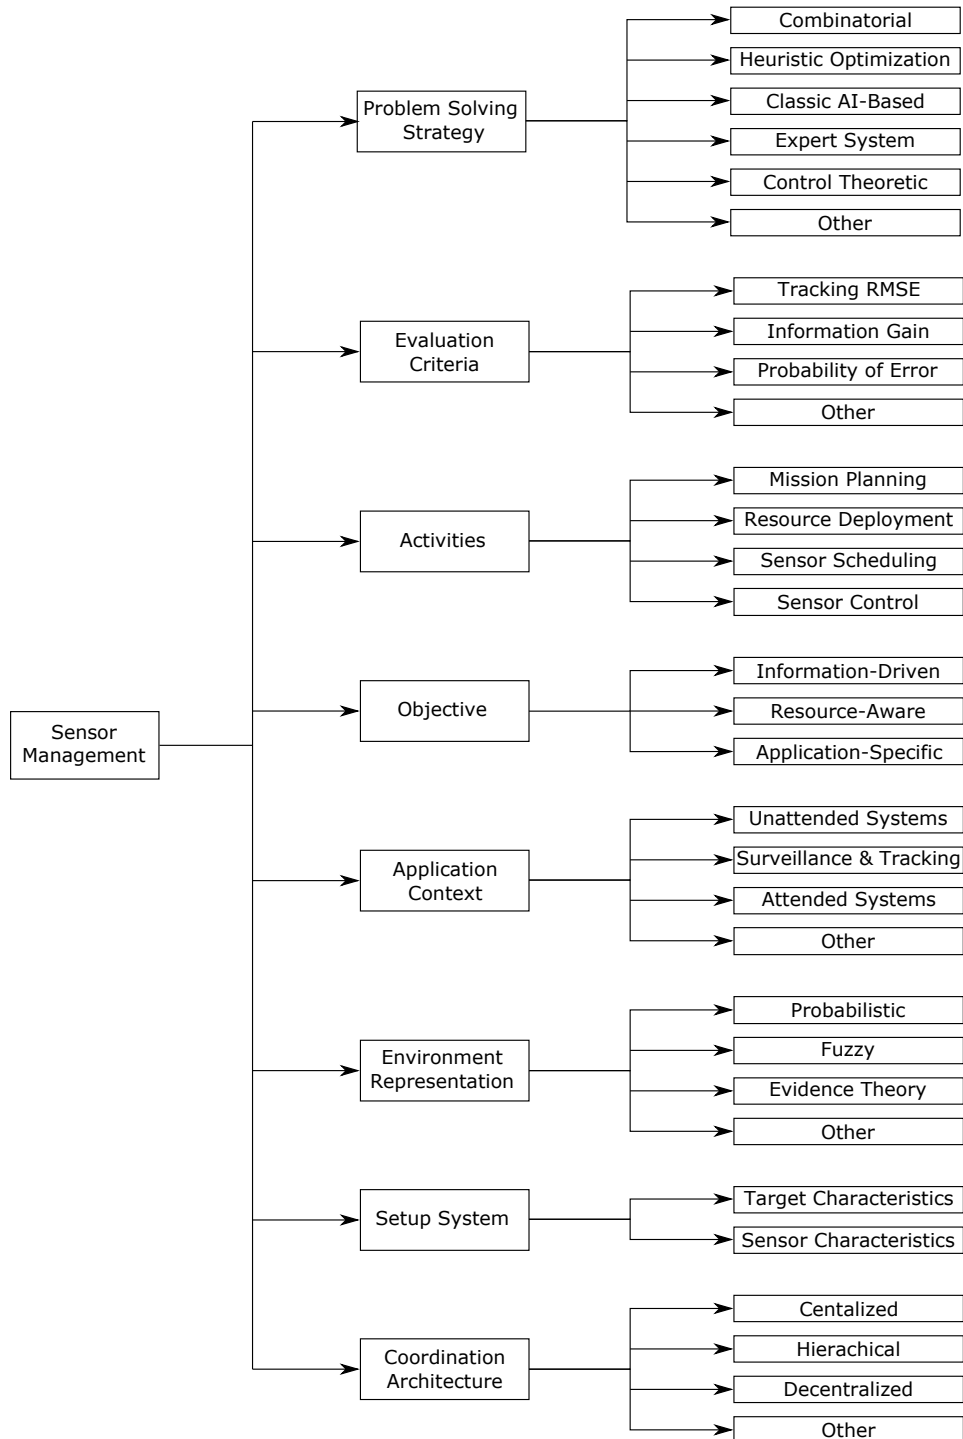 Sensor
Management
Problem Solving
Strategy
Combinatorial
Heuristic Optimization
Classic AI-Based
Expert System
Control Theoretic
Other
Evaluation
Criteria
Tracking RMSE
Information Gain
Probability of Error
Other
Activities
Mission Planning
Resource Deployment
Sensor Scheduling
Sensor Control
Objective
Information-Driven
Resource-Aware
Application-Specific
Application
Context
Unattended Systems
Surveillance & Tracking
Attended Systems
Other
Environment
Representation
Probabilistic
Fuzzy
Evidence Theory
Other
Setup System
Target Characteristics
Sensor Characteristics
Coordination
Architecture
Centalized
Hierachical
Decentralized
Other